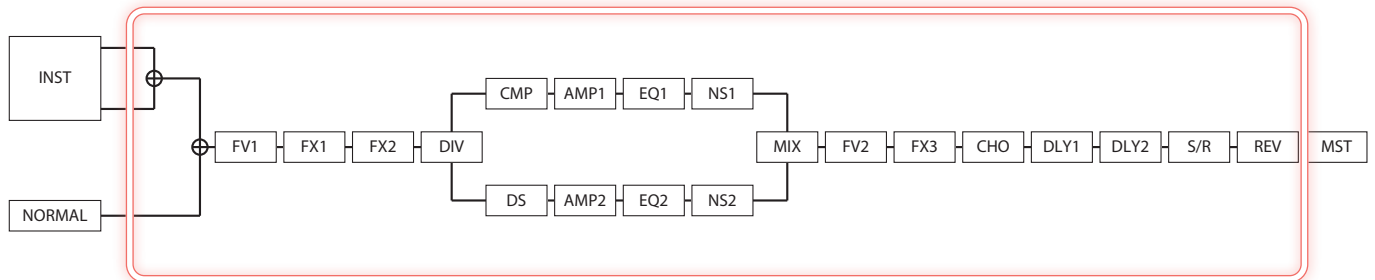 INST
CMP AMP1 EQ1 NS1
FV1 FX1 FX2 DIV MIX FV2 FX3 CHO DLY1 DLY2 S/R REV MST
DS AMP2 EQ2 NS2
NORMAL